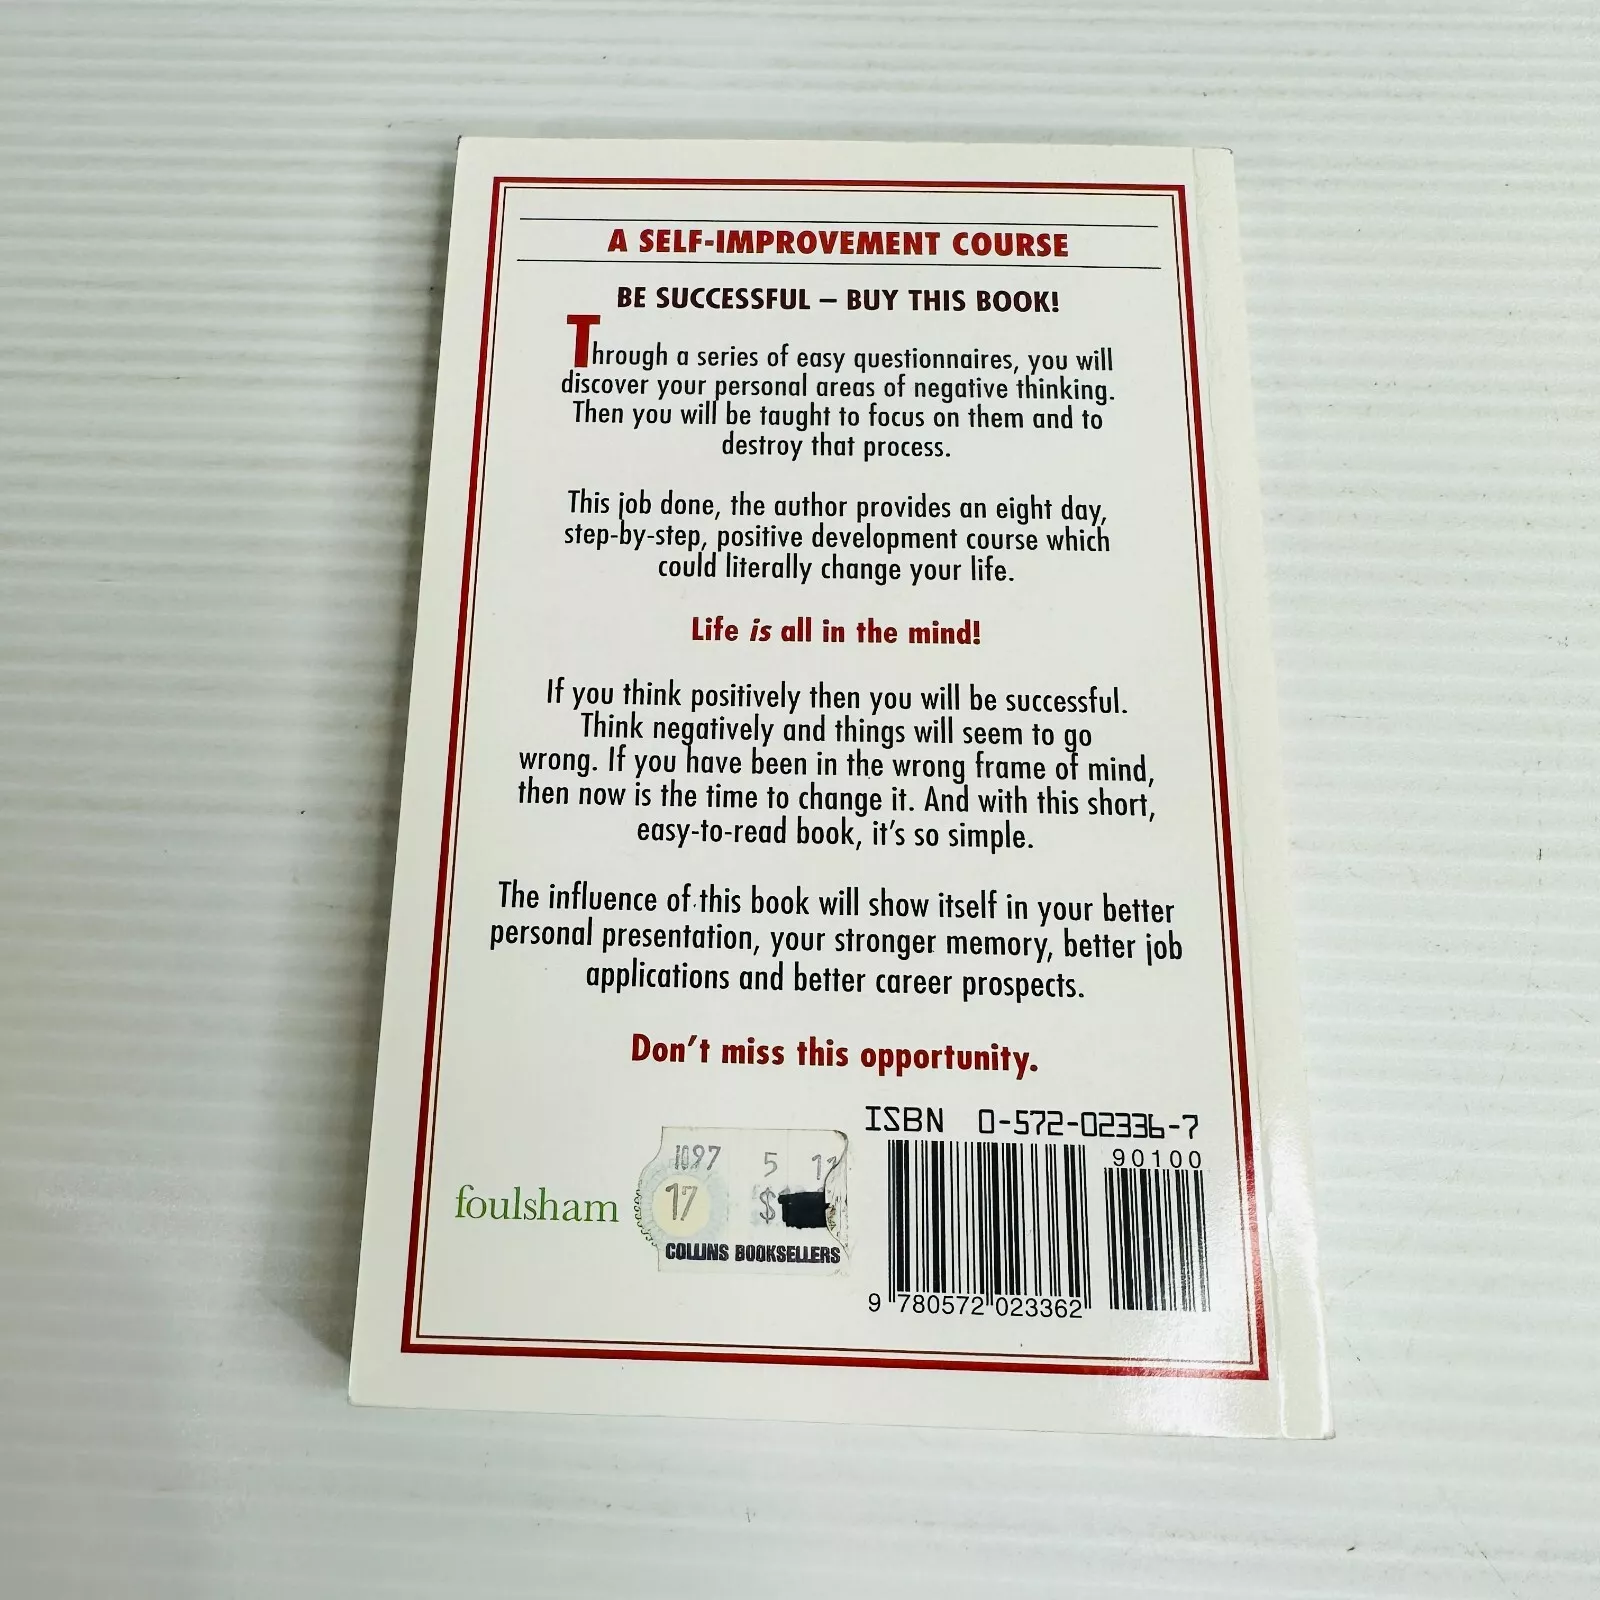 A SELF-IMPROVEMENT COURSE
BE SUCCESSFUL – BUY THIS BOOK!
Through a series of easy questionnaires, you will
discover your personal areas of negative thinking.
Then you will be taught to focus on them and to
destroy that process.
This job done, the author provides an eight day,
step-by-step, positive development course which
could literally change your life.
Life is all in the mind!
If you think positively then you will be successful.
Think negatively and things will seem to go
wrong. If you have been in the wrong frame of mind,
then now is the time to change it. And with this short,
easy-to-read book, it's so simple.
The influence of this book will show itself in your better
personal presentation, your stronger memory, better job
applications and better career prospects.
Don't miss this opportunity.
ISBN 0-572-02336-7
90100
1097 5
17 $
foulsham
COLLINS BOOKSELLERS
9 780572 023362